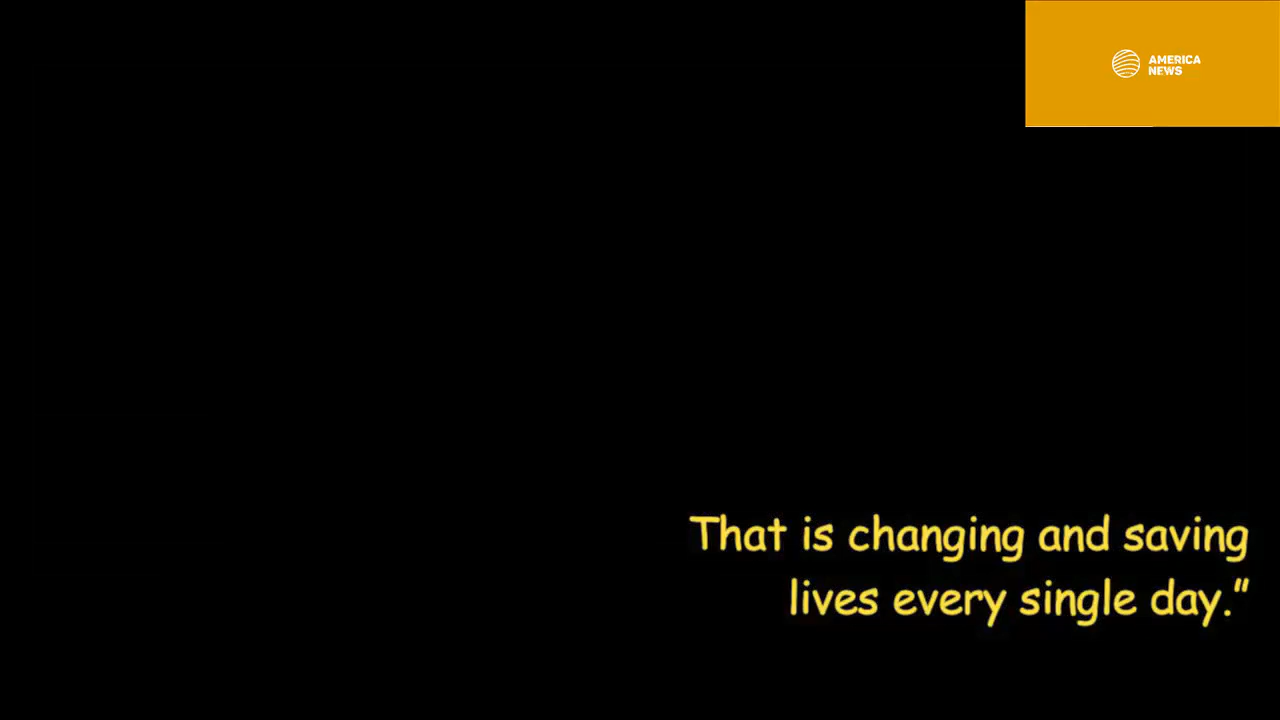 AMERICA
NEWS
That is changing and saving
lives every single day.”